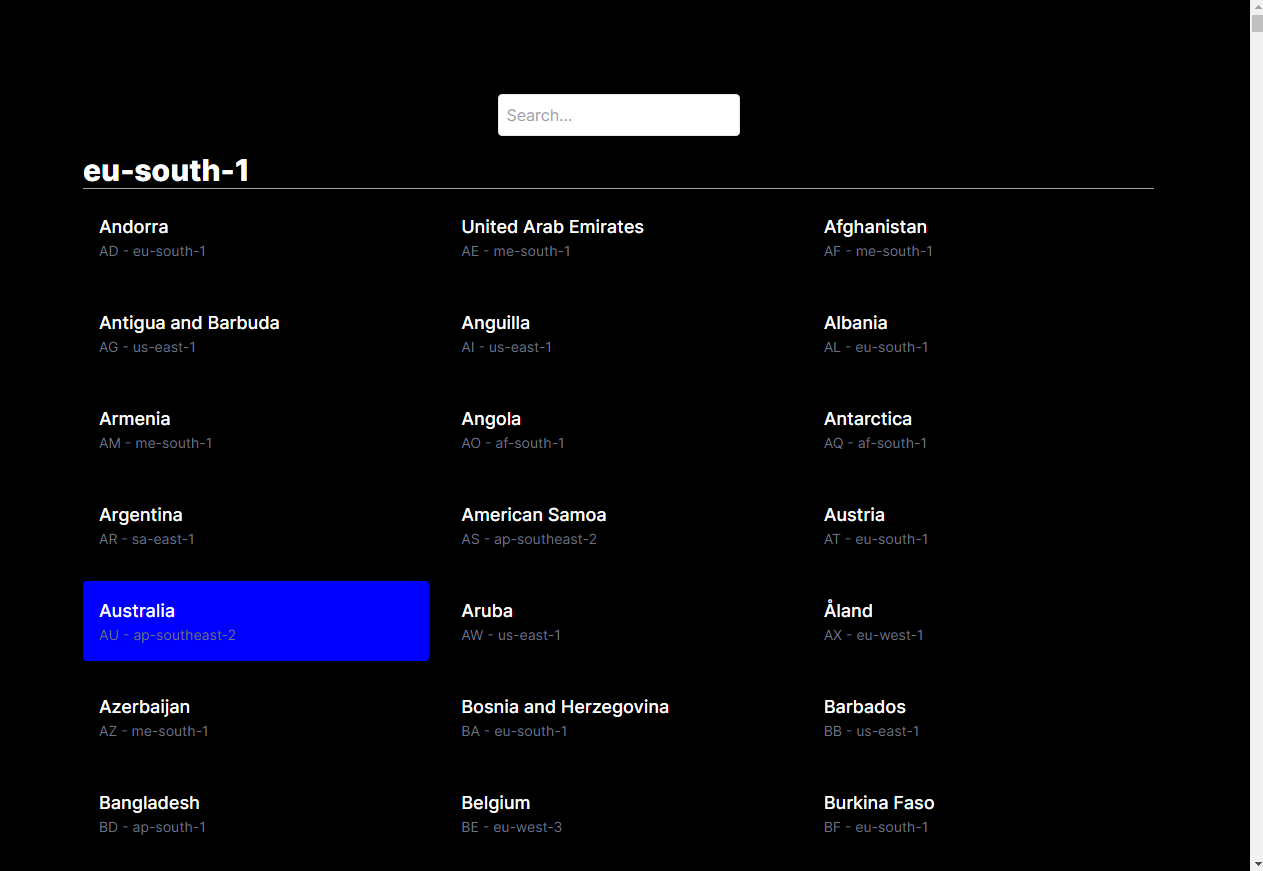 Search...
eu-south-1
Andorra
AD - eu-south-1
United Arab Emirates
AE - me-south-1
Afghanistan
AF - me-south-1
Antigua and Barbuda
AG - us-east-1
Anguilla
AI - us-east-1
Albania
AL - eu-south-1
Armenia
AM - me-south-1
Angola
AO - af-south-1
Antarctica
AQ - af-south-1
Argentina
AR - sa-east-1
American Samoa
AS - ap-southeast-2
Austria
AT - eu-south-1
Australia
AU - ap-southeast-2
Aruba
AW - us-east-1
Åland
AX - eu-west-1
Azerbaijan
AZ - me-south-1
Bosnia and Herzegovina
BA - eu-south-1
Barbados
BB - us-east-1
Bangladesh
BD - ap-south-1
Belgium
BE - eu-west-3
Burkina Faso
BF - eu-south-1